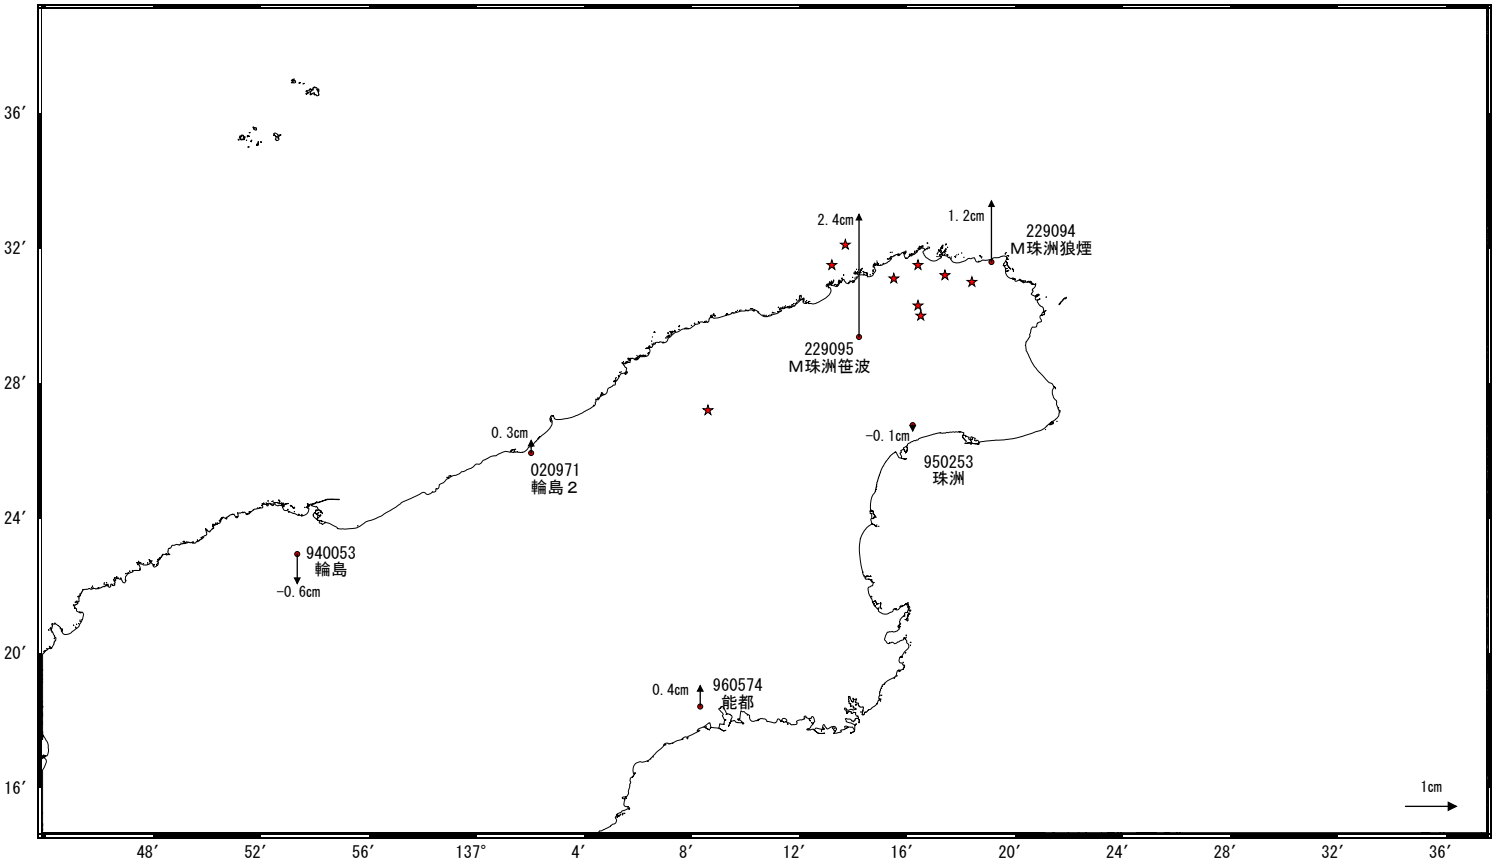 36′
32′
28′
24′
20′
16′
2.4cm
1.2cm
229094
Ｍ珠洲狼煙
229095
Ｍ珠洲笹波
0.3cm
020971
輪島２
-0.1cm
950253
珠洲
940053
輪島
-0.6cm
0.4cm
960574
能都
1cm
48′
52′
56′
137°
4′
8′
12′
16′
20′
24′
28′
32′
36′